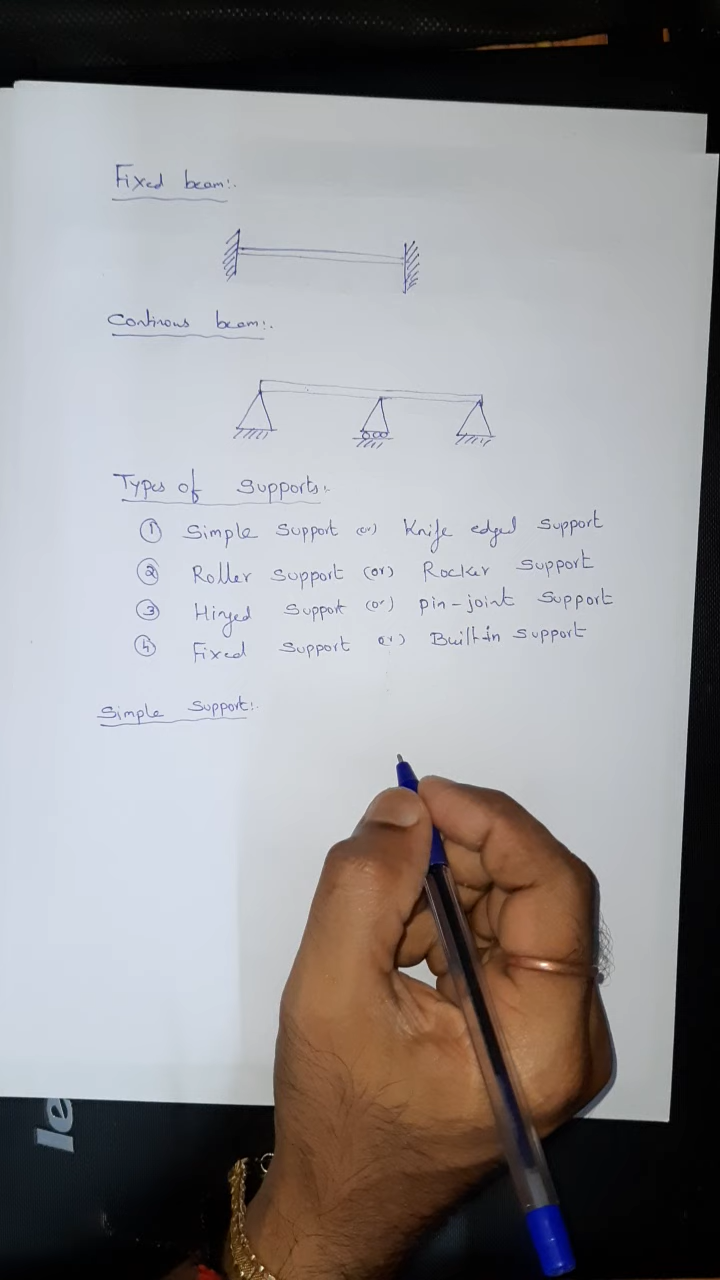 Fixed beam:.
Continous beam:.
Types of Supports:.
① Simple Support (or) Knife edged Support
② Roller Support (or) Rocker Support
③ Hinged Support (or) Pin-joint Support
④ Fixed Support (or) Built-in Support
Simple Support:.
le